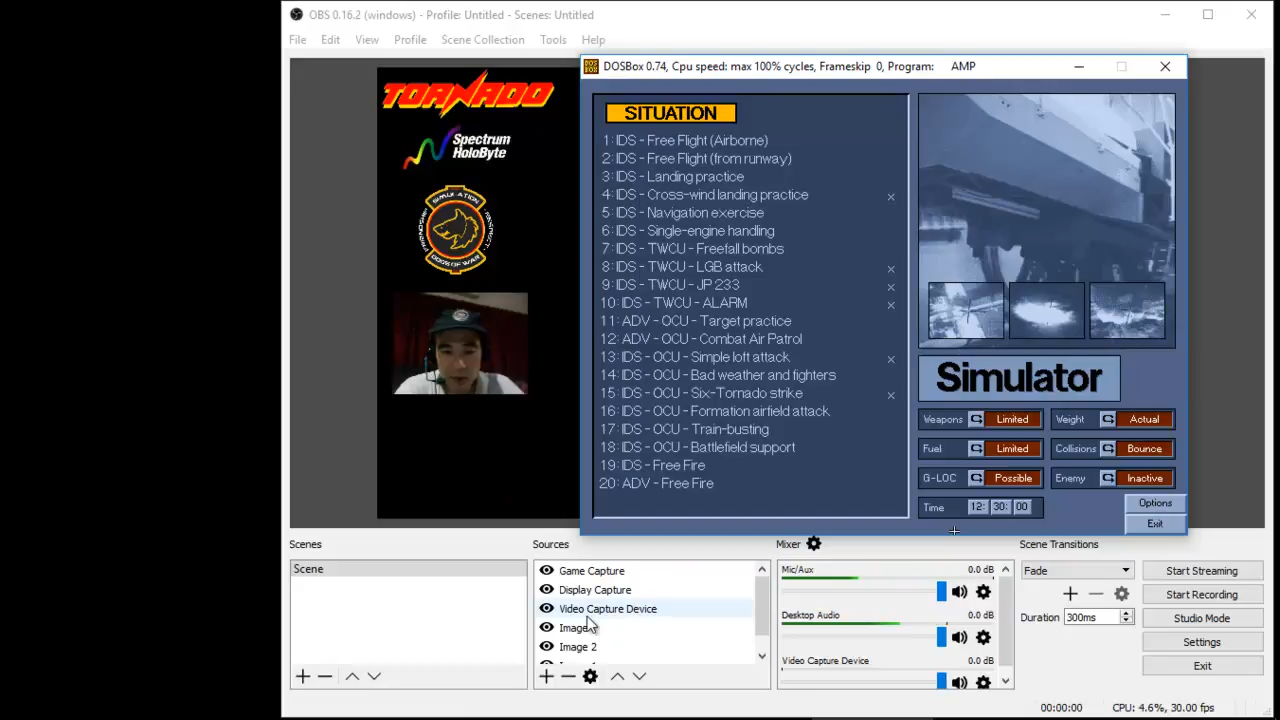 OBS 0.16.2 (windows) - Profile: Untitled - Scenes: Untitled
File Edit View Profile Scene Collection Tools Help
TORNADO
Spectrum
HoloByte
SIMULATION
DOGS OF WAR
DOSBox 0.74, Cpu speed: max 100% cycles, Frameskip 0, Program: AMP
SITUATION
1: IDS - Free Flight (Airborne)
2: IDS - Free Flight (from runway)
3: IDS - Landing practice
4: IDS - Cross-wind landing practice ×
5: IDS - Navigation exercise
6: IDS - Single-engine handling
7: IDS - TWCU - Freefall bombs
8: IDS - TWCU - LGB attack ×
9: IDS - TWCU - JP 233 ×
10: IDS - TWCU - ALARM ×
11: ADV - OCU - Target practice
12: ADV - OCU - Combat Air Patrol
13: IDS - OCU - Simple loft attack ×
14: IDS - OCU - Bad weather and fighters
15: IDS - OCU - Six-Tornado strike ×
16: IDS - OCU - Formation airfield attack
17: IDS - OCU - Train-busting
18: IDS - OCU - Battlefield support
19: IDS - Free Fire
20: ADV - Free Fire
Simulator
Weapons Limited Weight Actual
Fuel Limited Collisions Bounce
G-LOC Possible Enemy Inactive
Time 12: 30: 00
Options
Exit
Scenes
Scene
Sources
Game Capture
Display Capture
Video Capture Device
Image
Image 2
Mixer
Mic/Aux 0.0 dB
Desktop Audio 0.0 dB
Video Capture Device 0.0 dB
Scene Transitions
Fade
Duration 300ms
Start Streaming
Start Recording
Studio Mode
Settings
Exit
00:00:00 CPU: 4.6%, 30.00 fps